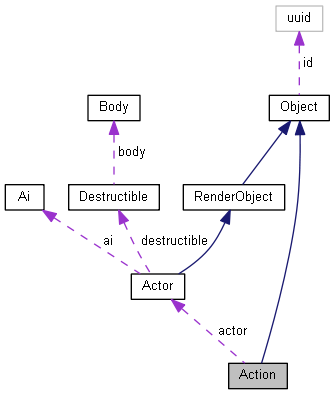 uuid
id
Body
Object
body
Ai
Destructible
RenderObject
ai
destructible
Actor
actor
Action